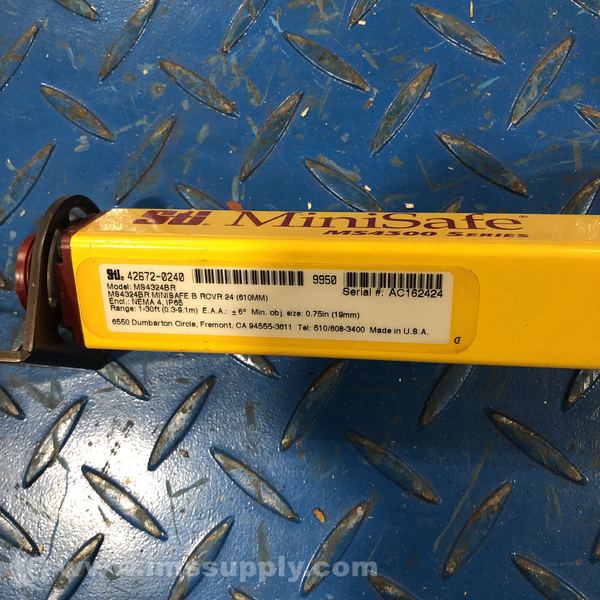 Sti MiniSafe®
MS4300 SERIES
Sti. 42672-0240 9950
Model: MS4324BR Serial #: AC162424
MS4324BR MINISAFE B RCVR 24 (610MM)
Encl.: NEMA 4, IP65
Range: 1-30ft (0.3-9.1m) E.A.A.: ±6° Min. obj. size: 0.75in (19mm)
6550 Dumbarton Circle, Fremont, CA 94555-3611 Tel: 510/608-3400 Made in U.S.A.
www.imssupply.com